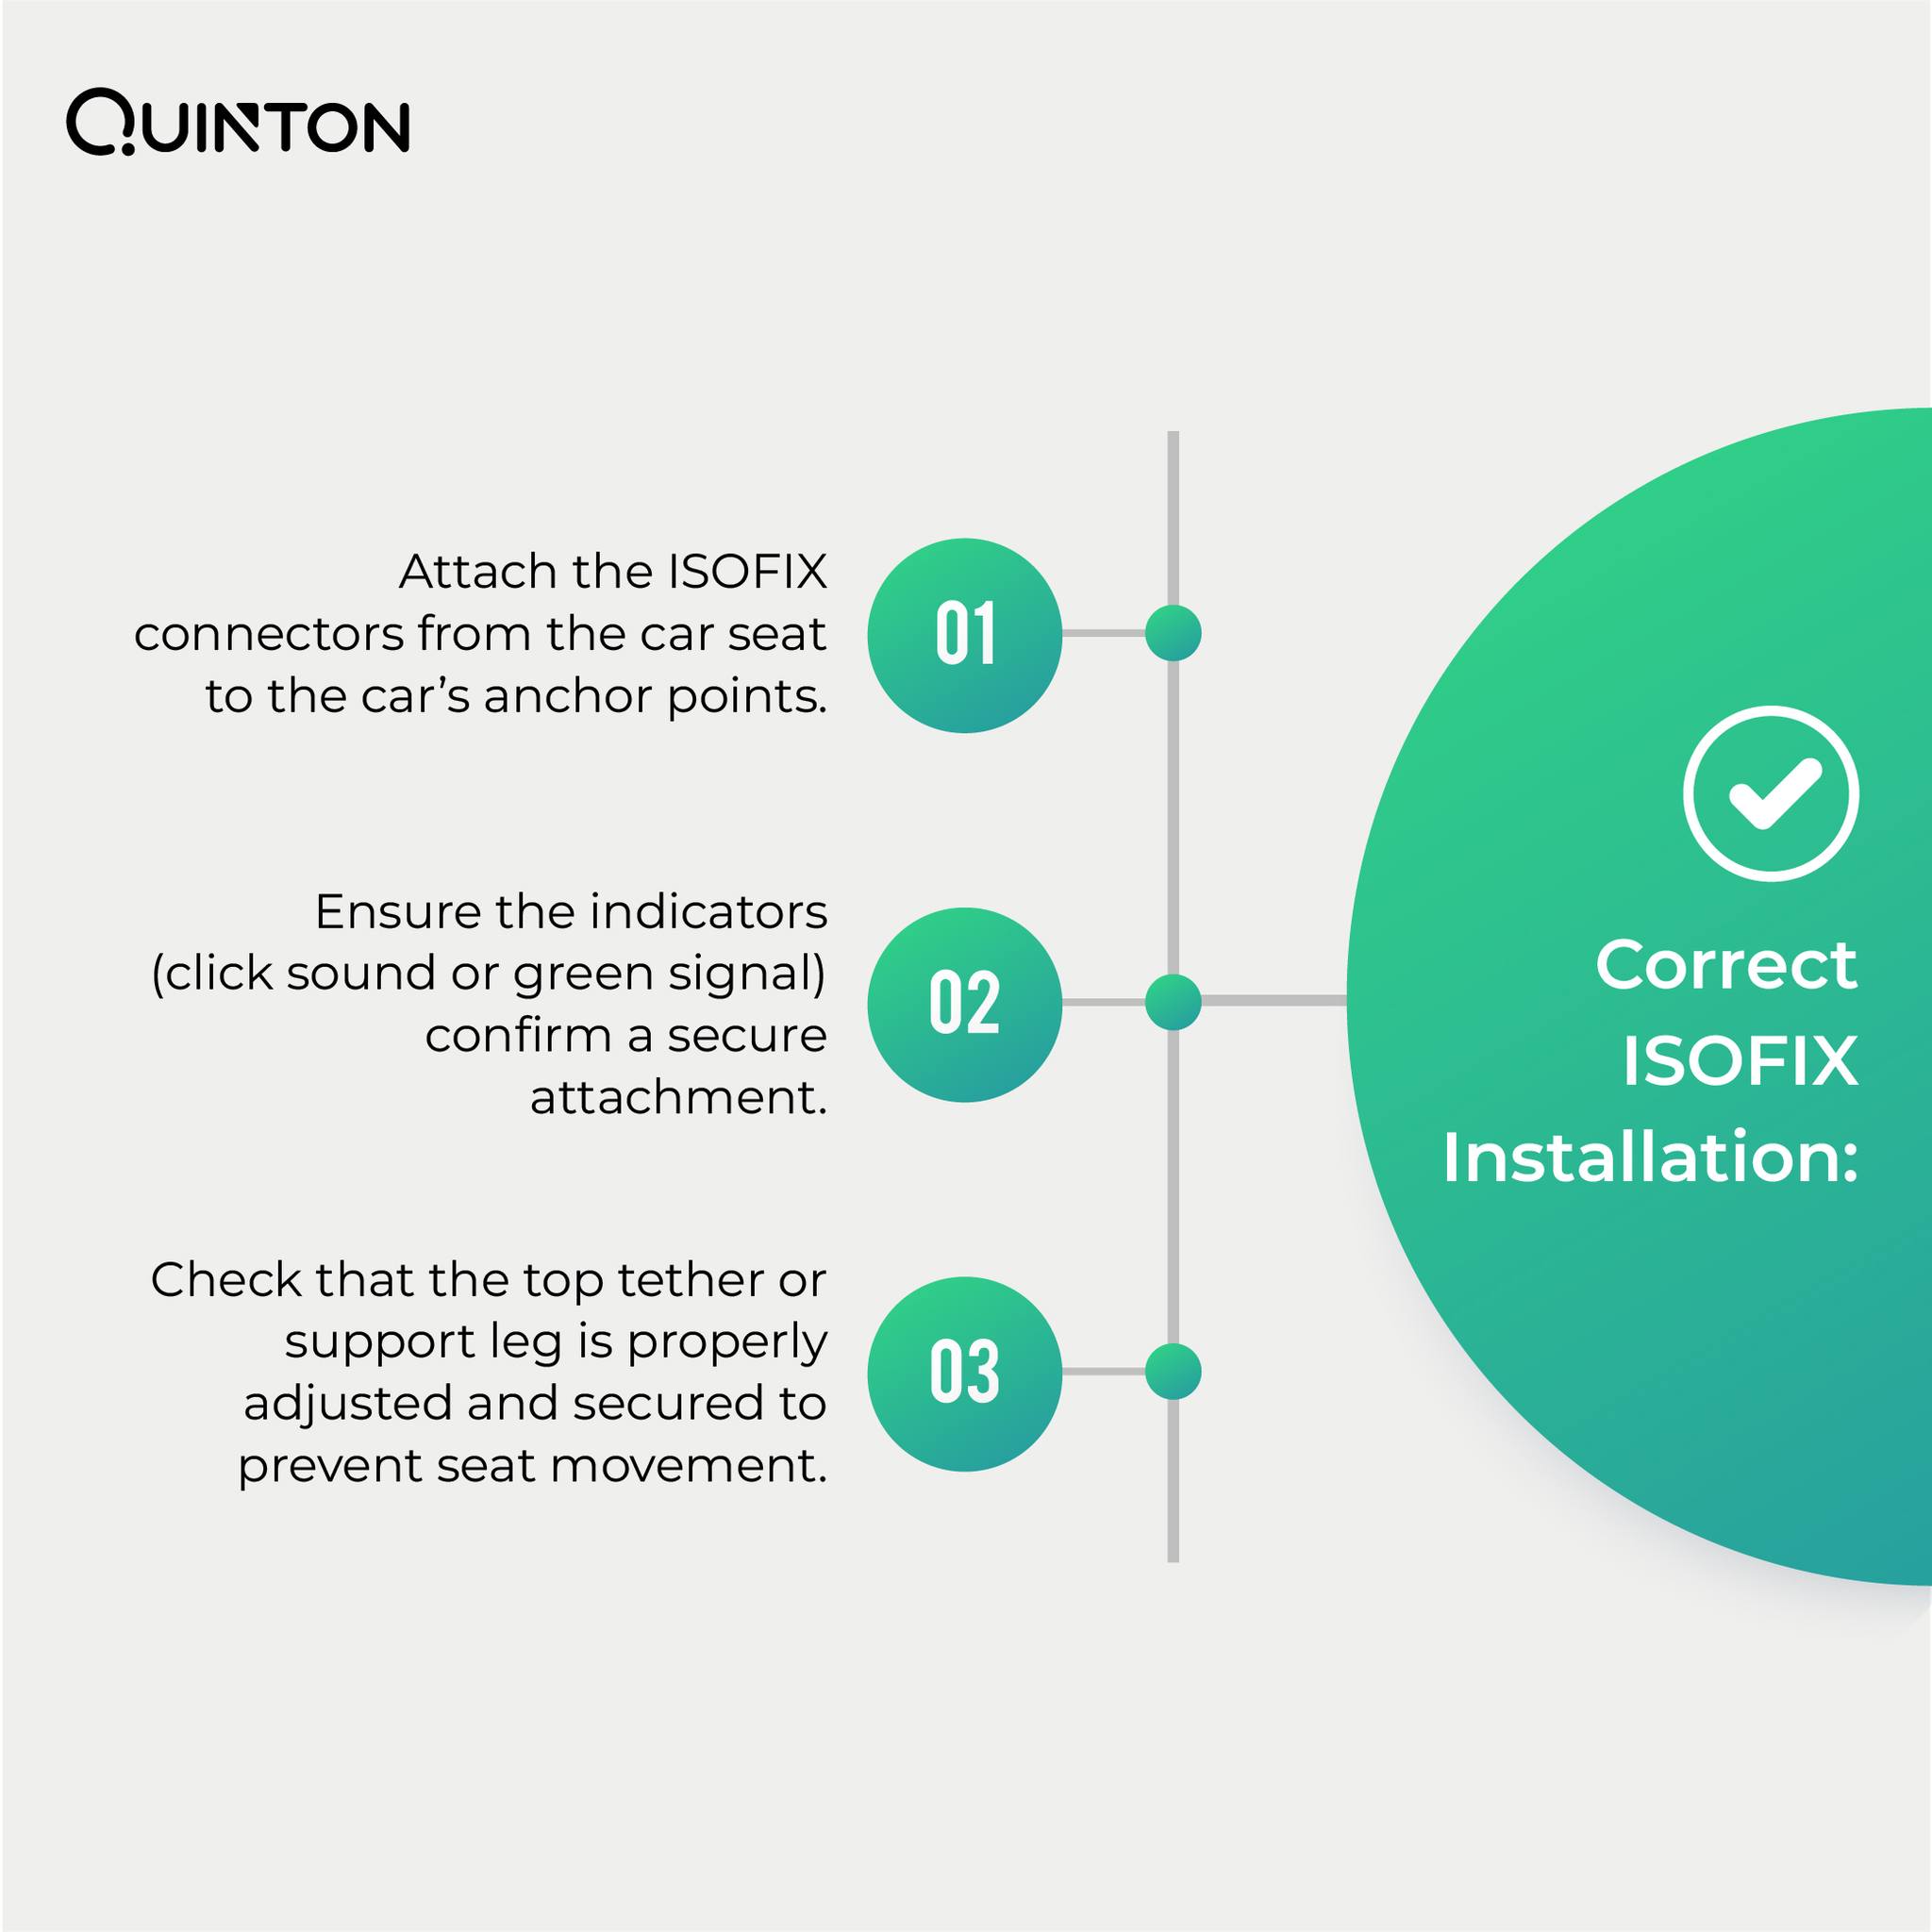 QUINTON
Attach the ISOFIX
connectors from the car seat
to the car’s anchor points.
01
Ensure the indicators
(click sound or green signal)
confirm a secure
attachment.
02
Check that the top tether or
support leg is properly
adjusted and secured to
prevent seat movement.
03
Correct
ISOFIX
Installation: